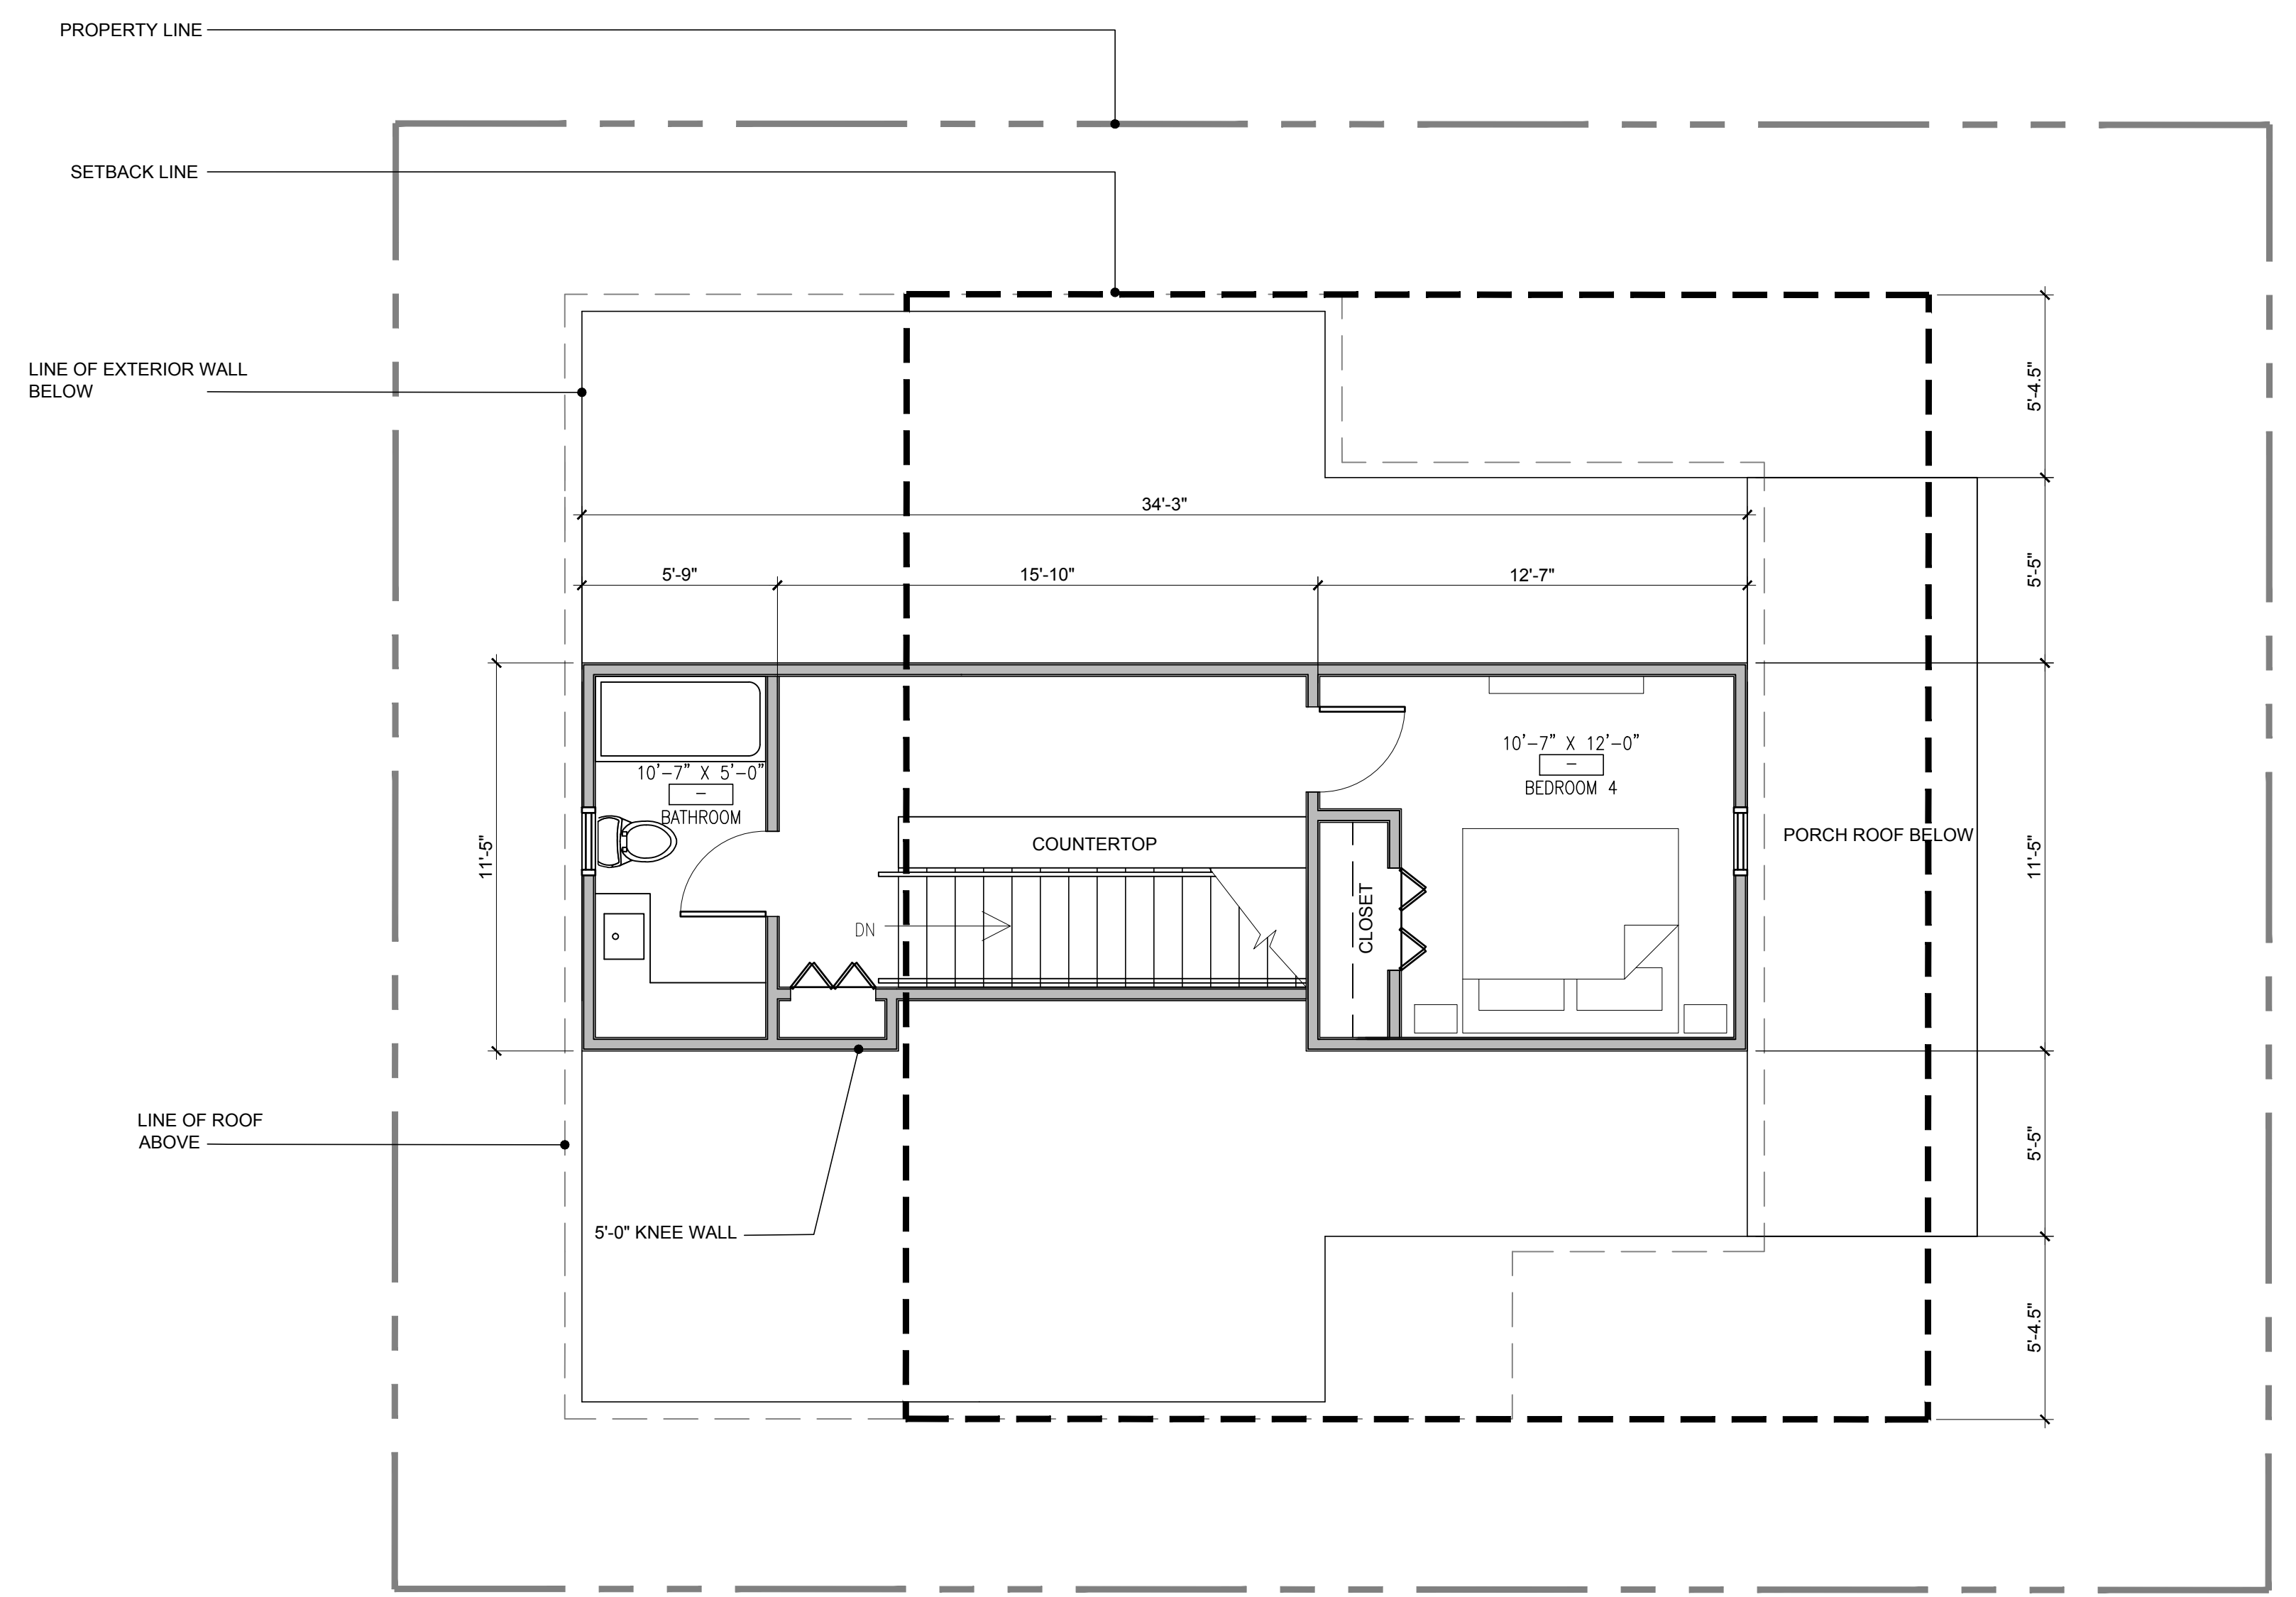 PROPERTY LINE
SETBACK LINE
LINE OF EXTERIOR WALL
BELOW
5'-4.5"
34'-3"
5'-9"
15'-10"
12'-7"
5'-5"
10'-7" X 12'-0"
-
BEDROOM 4
10'-7" X 5'-0"
-
BATHROOM
COUNTERTOP
PORCH ROOF BELOW
11'-5"
11'-5"
CLOSET
DN
LINE OF ROOF
ABOVE
5'-5"
5'-0" KNEE WALL
5'-4.5"